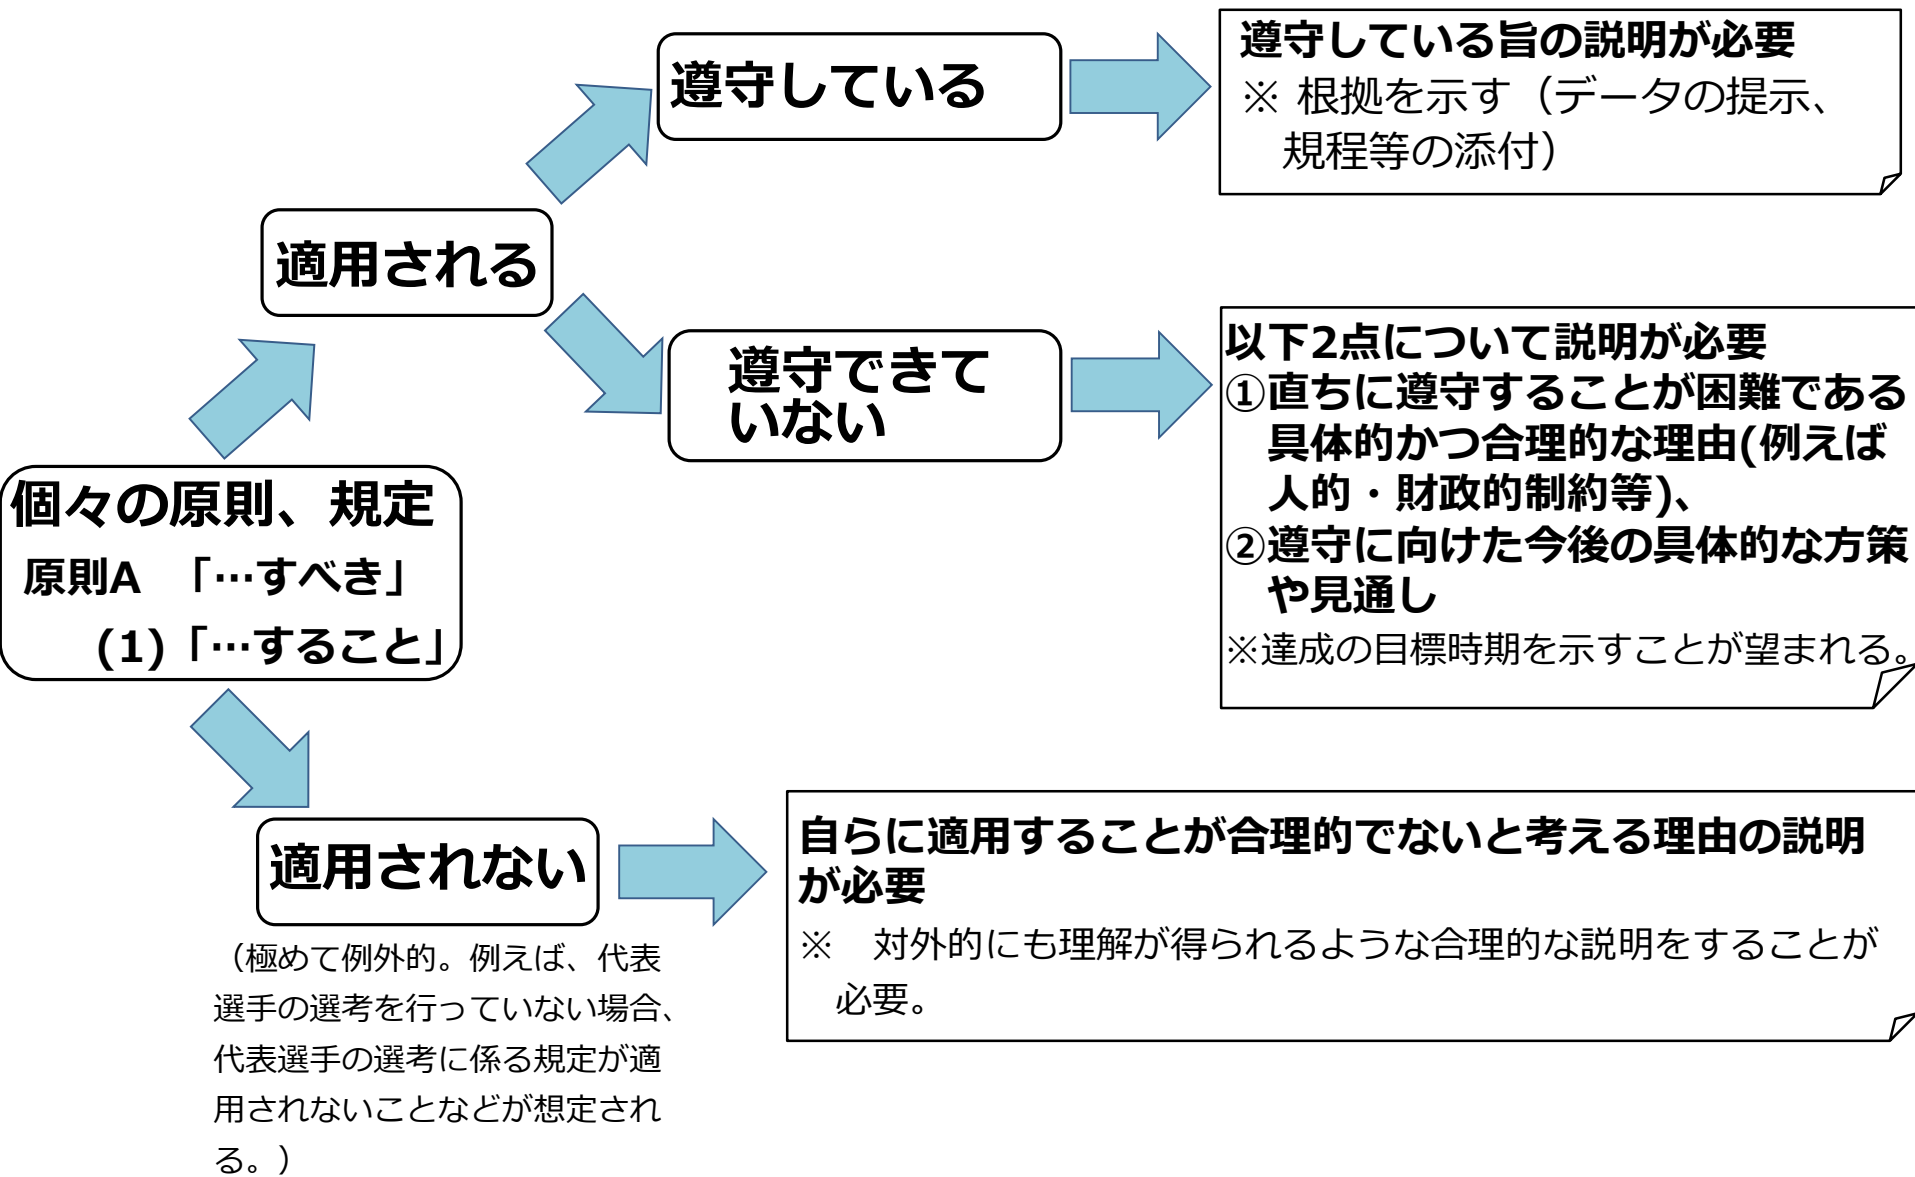 遵守している
遵守している旨の説明が必要
※ 根拠を示す（データの提示、
規程等の添付）
適用される
遵守できて
いない
以下2点について説明が必要
①直ちに遵守することが困難である
具体的かつ合理的な理由(例えば
人的・財政的制約等)、
②遵守に向けた今後の具体的な方策
や見通し
※達成の目標時期を示すことが望まれる。
個々の原則、規定
原則A 「…すべき」
(1)「…すること」
適用されない
（極めて例外的。例えば、代表
選手の選考を行っていない場合、
代表選手の選考に係る規定が適
用されないことなどが想定され
る。）
自らに適用することが合理的でないと考える理由の説明
が必要
※　対外的にも理解が得られるような合理的な説明をすることが
必要。